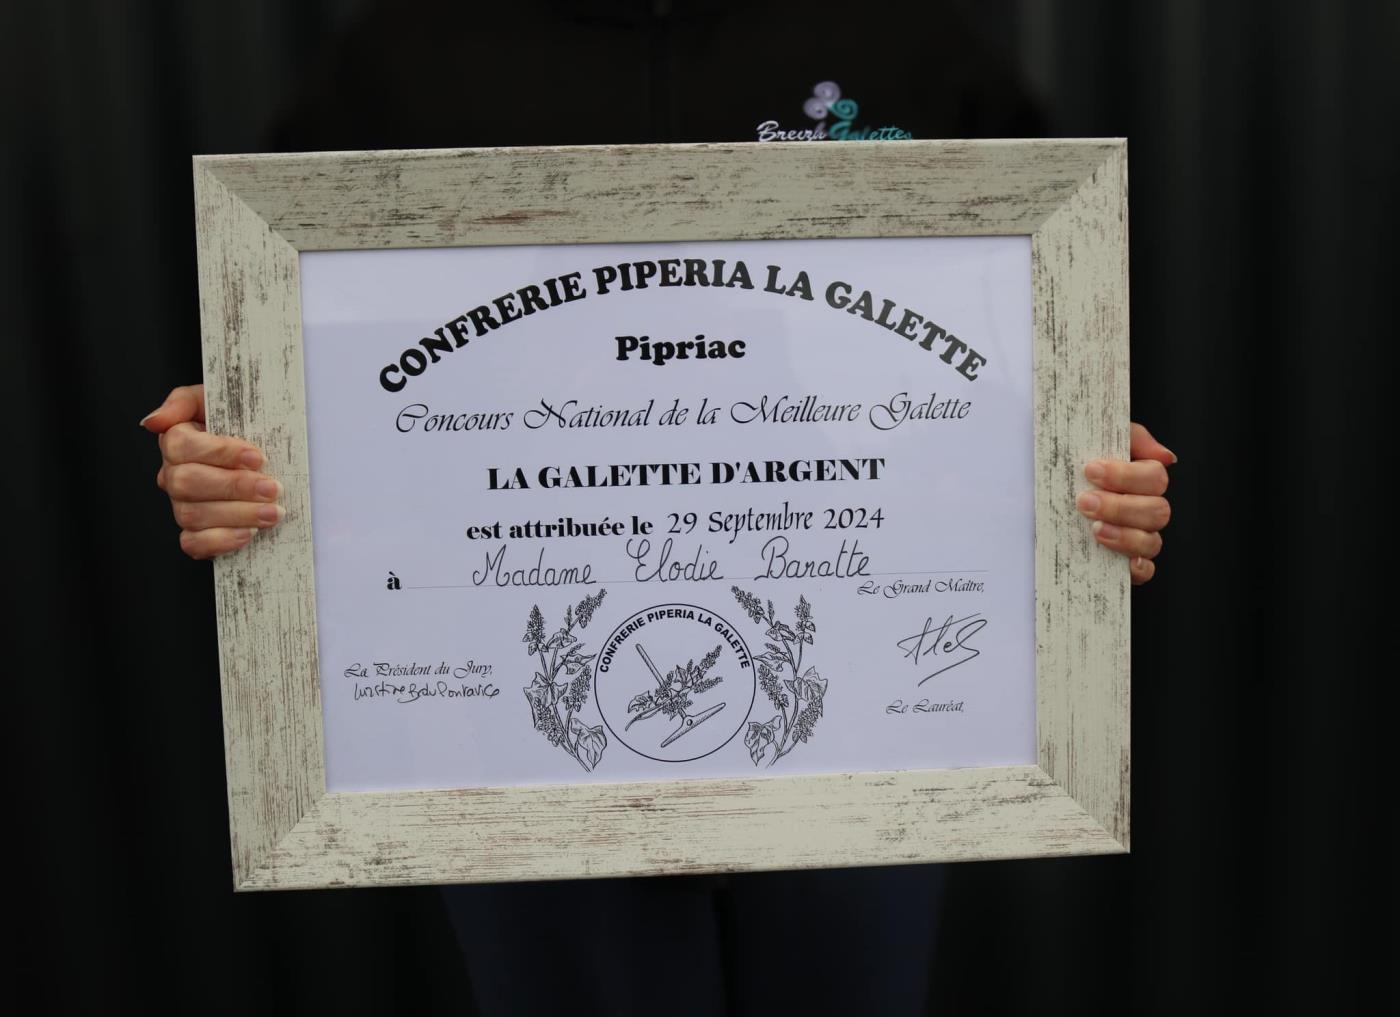 Breizh Galettes
CONFRERIE PIPERIA LA GALETTE
Pipriac
Concours National de la Meilleure Galette
LA GALETTE D'ARGENT
est attribuée le 29 Septembre 2024
à Madame Elodie Baratte
Le Grand Maître,
CONFRERIE PIPERIA LA GALETTE
La Président du Jury,
Le Lauréat,